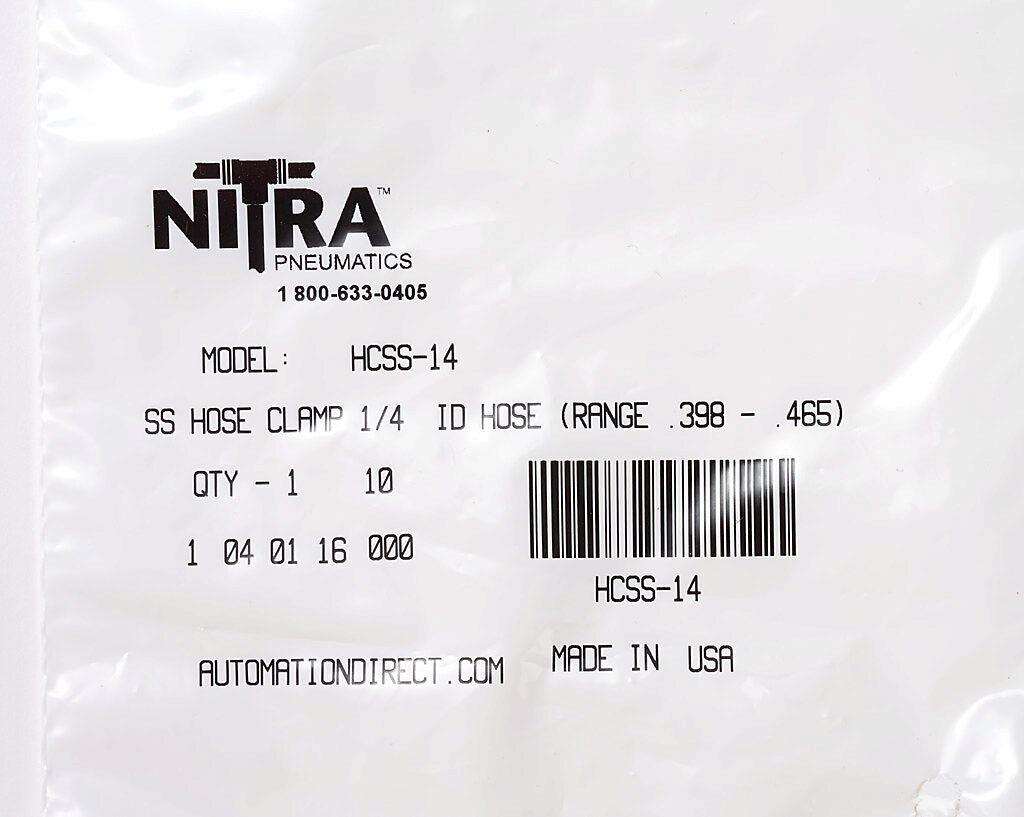 NITRA™
PNEUMATICS
1 800-633-0405
MODEL: HCSS-14
SS HOSE CLAMP 1/4 ID HOSE (RANGE .398 - .465)
QTY - 1 10
1 04 01 16 000
HCSS-14
AUTOMATIONDIRECT.COM MADE IN USA